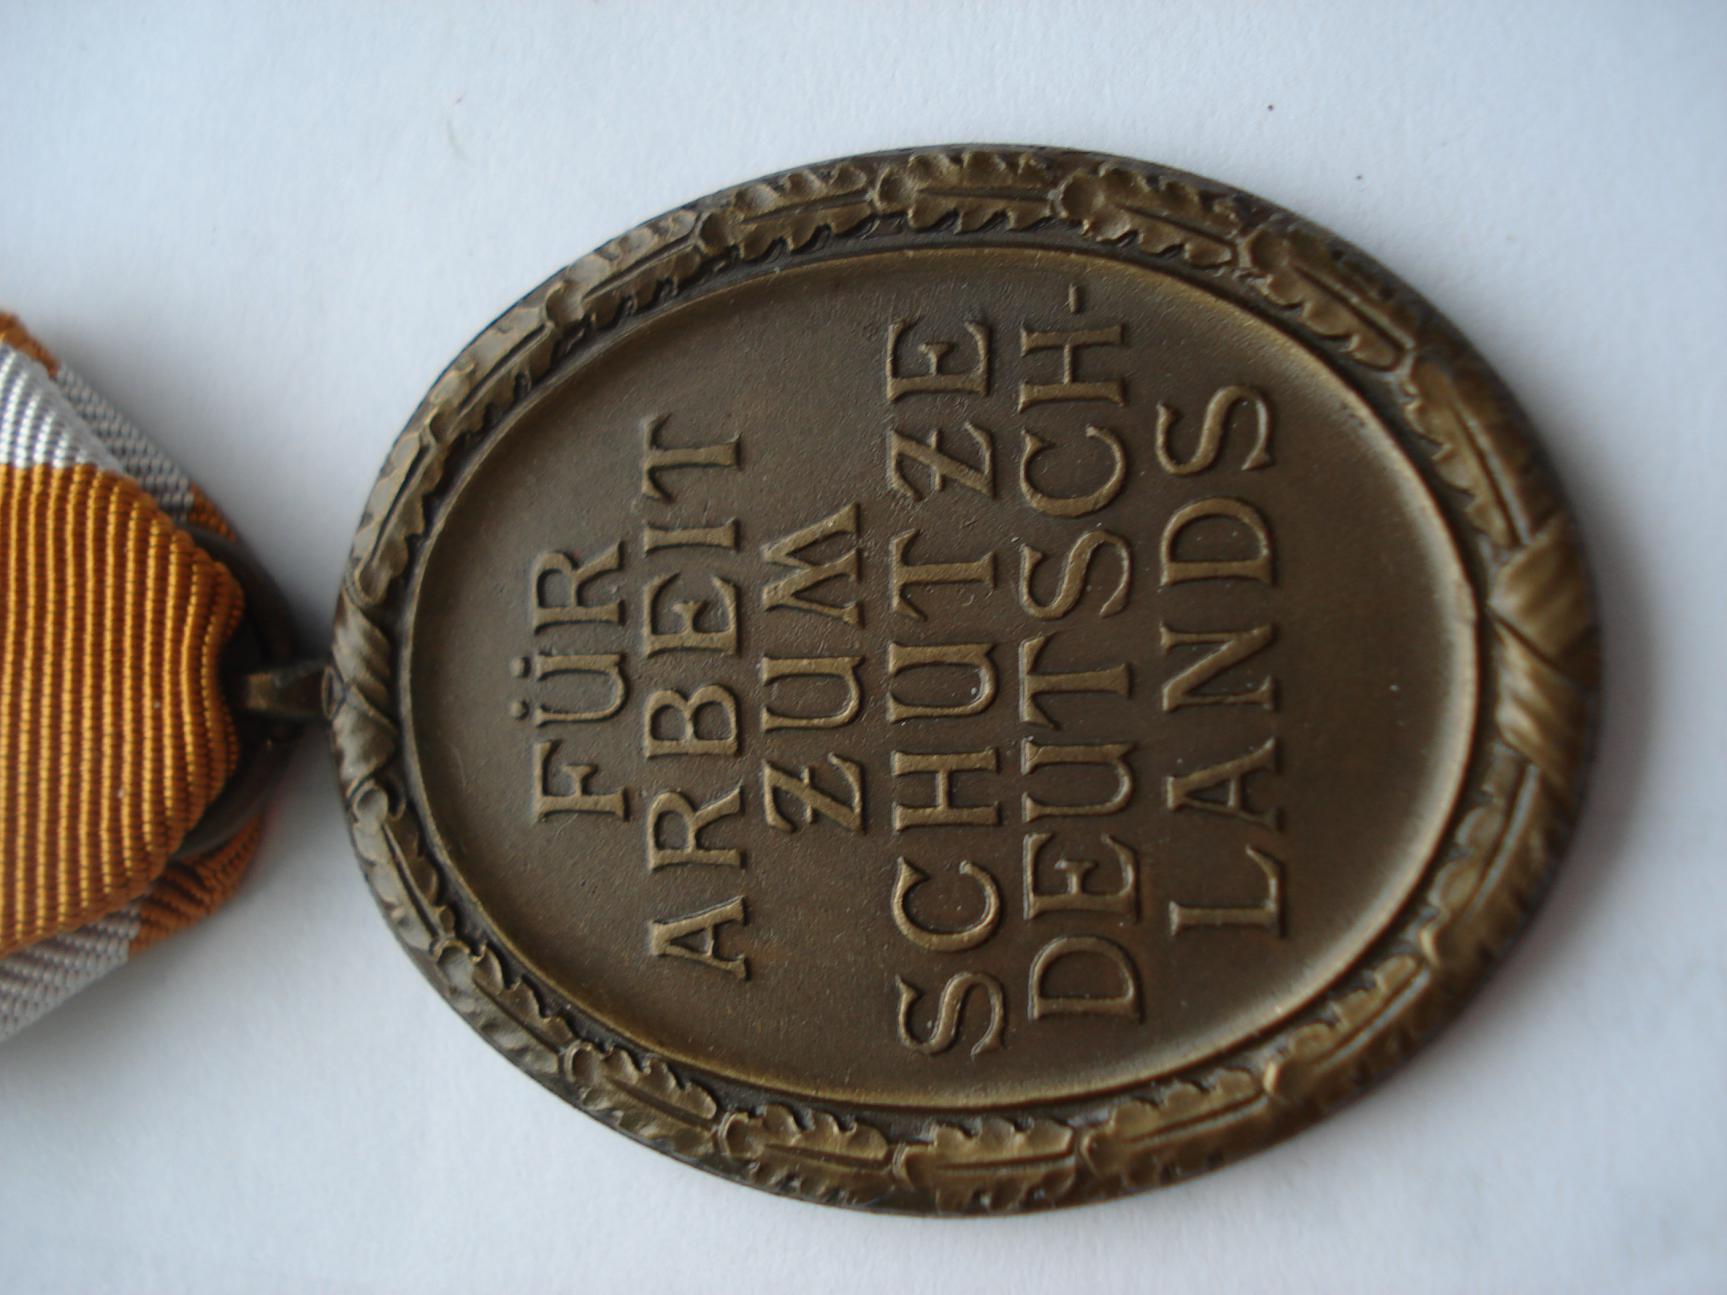 FÜR
ARBEIT
ZUM
SCHUTZE
DEUTSCH-
LANDS